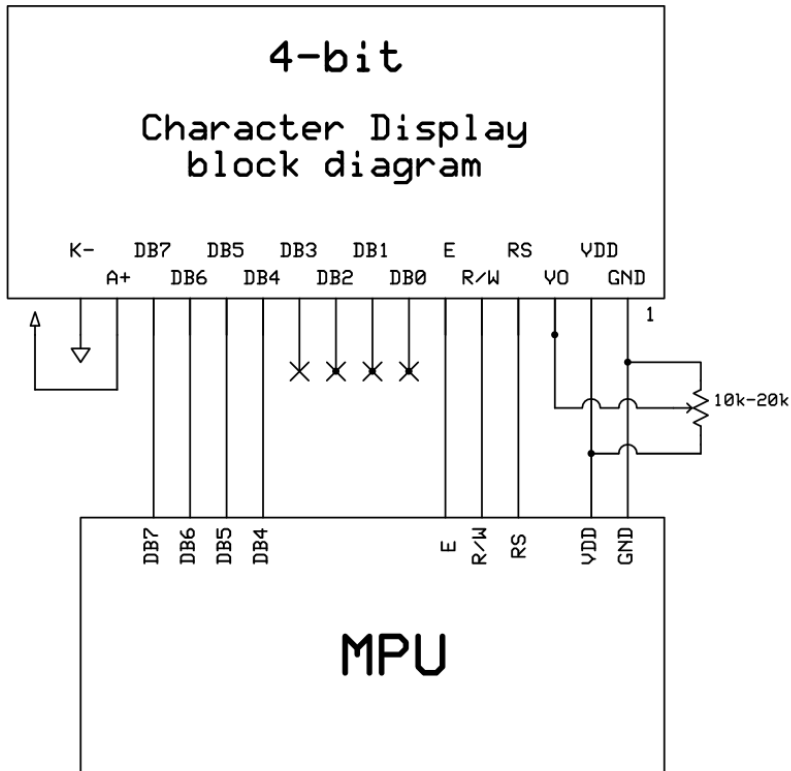 4-bit
Character Display
block diagram
K- DB7 DB5 DB3 DB1 E RS VDD
A+ DB6 DB4 DB2 DB0 R/W VO GND
1
10k-20k
DB7 DB6 DB5 DB4 E R/W RS VDD GND
MPU